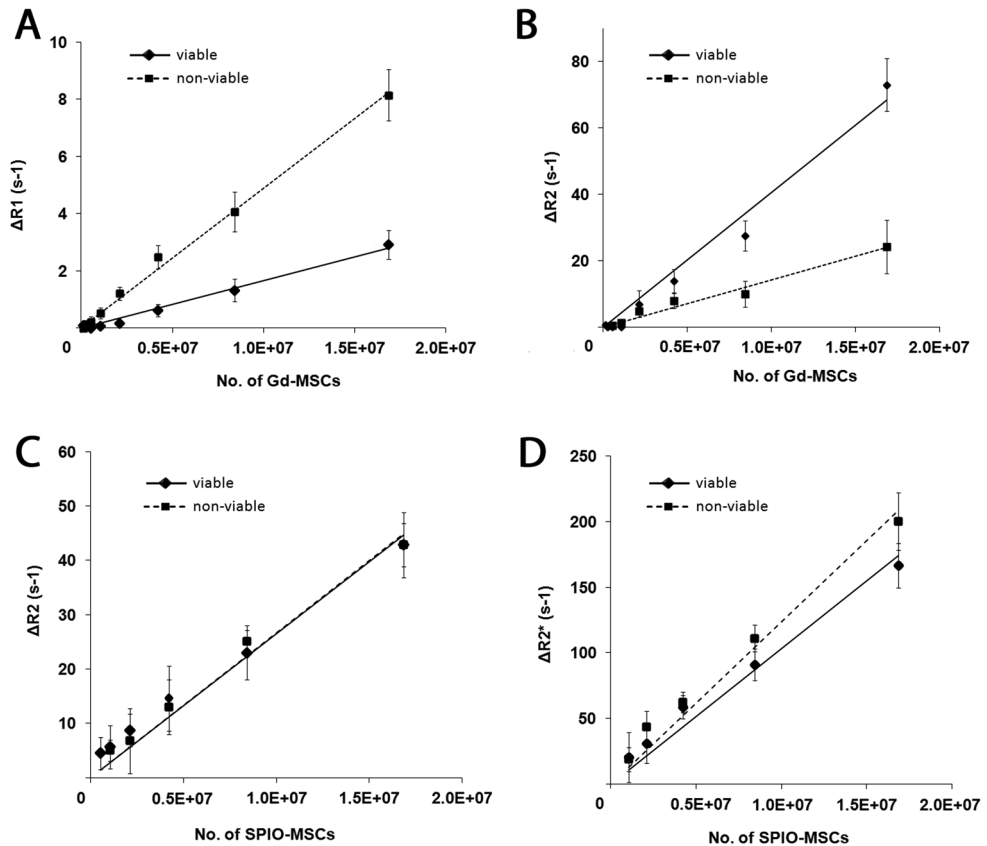 A
10
8
6
4
2
0
ΔR1 (s-1)
viable
non-viable
0.5E+07
1.0E+07
1.5E+07
2.0E+07
No. of Gd-MSCs
B
80
60
40
20
0
ΔR2 (s-1)
viable
non-viable
0.5E+07
1.0E+07
1.5E+07
2.0E+07
No. of Gd-MSCs
C
60
50
40
30
20
10
0
ΔR2 (s-1)
viable
non-viable
0.5E+07
1.0E+07
1.5E+07
2.0E+07
No. of SPIO-MSCs
D
250
200
150
100
50
0
ΔR2* (s-1)
viable
non-viable
0.5E+07
1.0E+07
1.5E+07
2.0E+07
No. of SPIO-MSCs